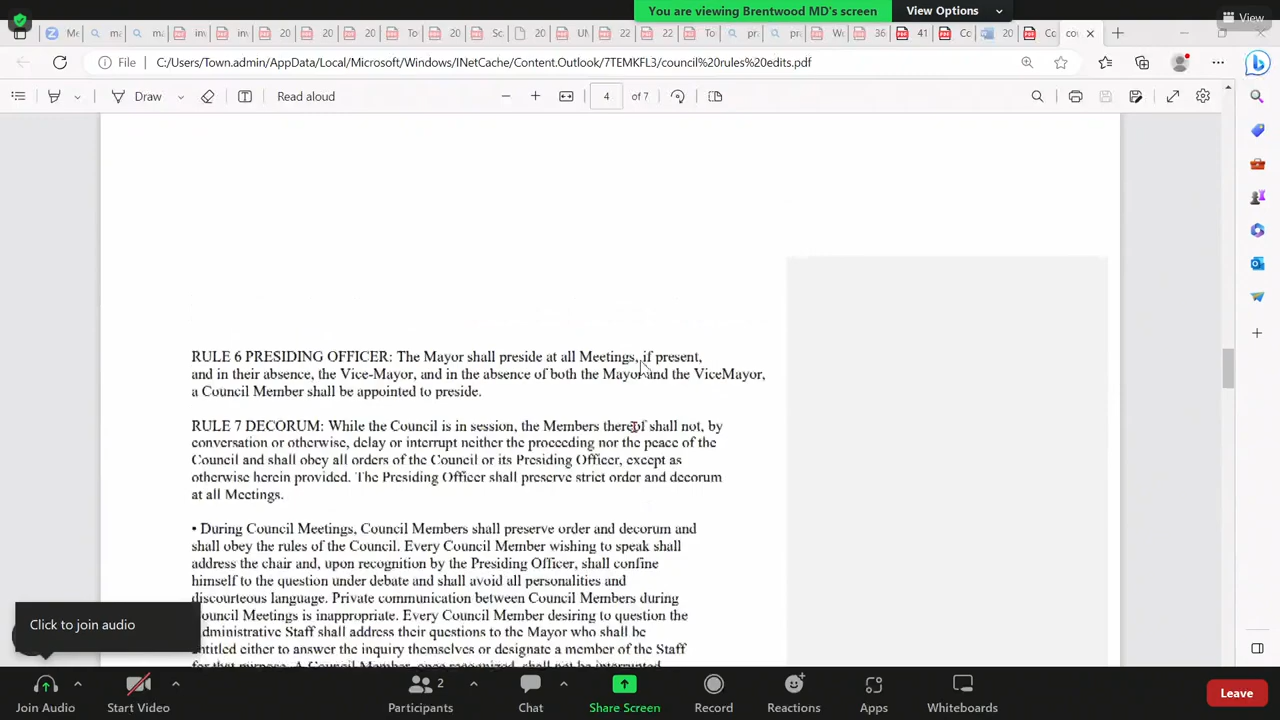 You are viewing Brentwood MD's screen
View Options
View
File
C:/Users/Town.admin/AppData/Local/Microsoft/Windows/INetCache/Content.Outlook/7TEMKFL3/council%20rules%20edits.pdf
Draw
Read aloud
4
of 7
RULE 6 PRESIDING OFFICER: The Mayor shall preside at all Meetings, if present,
and in their absence, the Vice-Mayor, and in the absence of both the Mayor and the ViceMayor,
a Council Member shall be appointed to preside.
RULE 7 DECORUM: While the Council is in session, the Members thereof shall not, by
conversation or otherwise, delay or interrupt neither the proceeding nor the peace of the
Council and shall obey all orders of the Council or its Presiding Officer, except as
otherwise herein provided. The Presiding Officer shall preserve strict order and decorum
at all Meetings.
• During Council Meetings, Council Members shall preserve order and decorum and
shall obey the rules of the Council. Every Council Member wishing to speak shall
address the chair and, upon recognition by the Presiding Officer, shall confine
himself to the question under debate and shall avoid all personalities and
discourteous language. Private communication between Council Members during
Council Meetings is inappropriate. Every Council Member desiring to question the
administrative Staff shall address their questions to the Mayor who shall be
entitled either to answer the inquiry themselves or designate a member of the Staff
for that purpose. A Council Member, once recognized, shall not be interrupted
Click to join audio
Join Audio
Start Video
Participants
2
Chat
Share Screen
Record
Reactions
Apps
Whiteboards
Leave